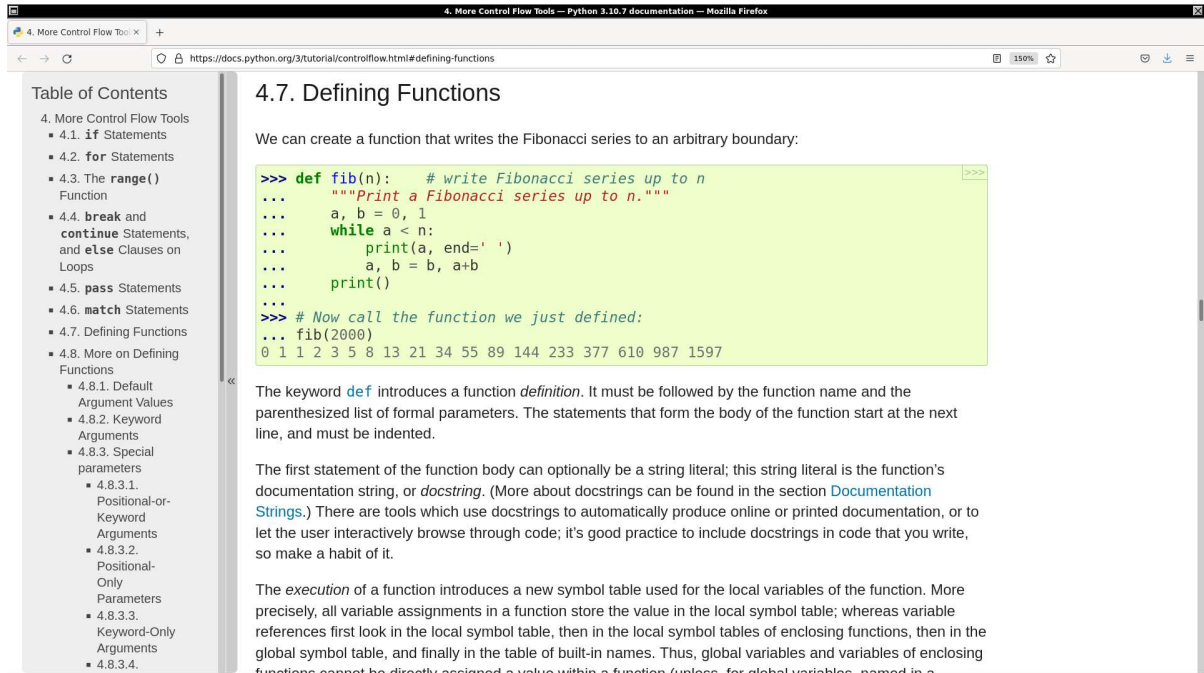 4. More Control Flow Tools — Python 3.10.7 documentation — Mozilla Firefox
4. More Control Flow Tool × +
https://docs.python.org/3/tutorial/controlflow.html#defining-functions 150%
Table of Contents
4. More Control Flow Tools
4.1. if Statements
4.2. for Statements
4.3. The range()
Function
4.4. break and
continue Statements,
and else Clauses on
Loops
4.5. pass Statements
4.6. match Statements
4.7. Defining Functions
4.8. More on Defining
Functions
4.8.1. Default
Argument Values
4.8.2. Keyword
Arguments
4.8.3. Special
parameters
4.8.3.1.
Positional-or-
Keyword
Arguments
4.8.3.2.
Positional-
Only
Parameters
4.8.3.3.
Keyword-Only
Arguments
4.8.3.4.
«
4.7. Defining Functions
We can create a function that writes the Fibonacci series to an arbitrary boundary:
>>>
>>> def fib(n):    # write Fibonacci series up to n
...     """Print a Fibonacci series up to n."""
...     a, b = 0, 1
...     while a < n:
...         print(a, end=' ')
...         a, b = b, a+b
...     print()
...
>>> # Now call the function we just defined:
... fib(2000)
0 1 1 2 3 5 8 13 21 34 55 89 144 233 377 610 987 1597
The keyword def introduces a function definition. It must be followed by the function name and the
parenthesized list of formal parameters. The statements that form the body of the function start at the next
line, and must be indented.
The first statement of the function body can optionally be a string literal; this string literal is the function’s
documentation string, or docstring. (More about docstrings can be found in the section Documentation
Strings.) There are tools which use docstrings to automatically produce online or printed documentation, or to
let the user interactively browse through code; it’s good practice to include docstrings in code that you write,
so make a habit of it.
The execution of a function introduces a new symbol table used for the local variables of the function. More
precisely, all variable assignments in a function store the value in the local symbol table; whereas variable
references first look in the local symbol table, then in the local symbol tables of enclosing functions, then in the
global symbol table, and finally in the table of built-in names. Thus, global variables and variables of enclosing
functions cannot be directly assigned a value within a function (unless, for global variables, named in a